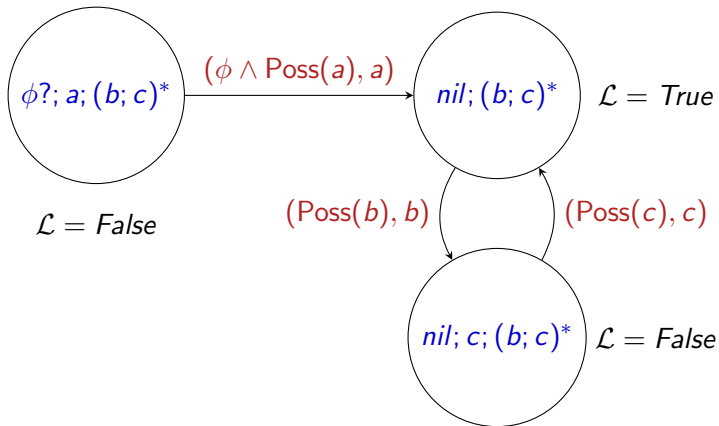 (ϕ ∧ Poss(a), a)
ϕ?; a; (b; c)*
nil; (b; c)*
ℒ = True
ℒ = False
(Poss(b), b)
(Poss(c), c)
nil; c; (b; c)*
ℒ = False